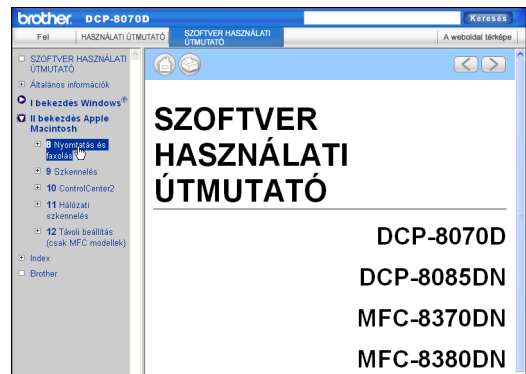 brother. DCP-8070D
Keresés
Fel
HASZNÁLATI ÚTMUTATÓ
SZOFTVER HASZNÁLATI
ÚTMUTATÓ
A weboldal térképe
SZOFTVER HASZNÁLATI
ÚTMUTATÓ
Általános információk
I bekezdés Windows®
II bekezdés Apple
Macintosh
8 Nyomtatás és
faxolás
9 Szkennelés
10 ControlCenter2
11 Hálózati
szkennelés
12 Távoli beállítás
(csak MFC modellek)
Index
Brother
SZOFTVER
HASZNÁLATI
ÚTMUTATÓ
DCP-8070D
DCP-8085DN
MFC-8370DN
MFC-8380DN